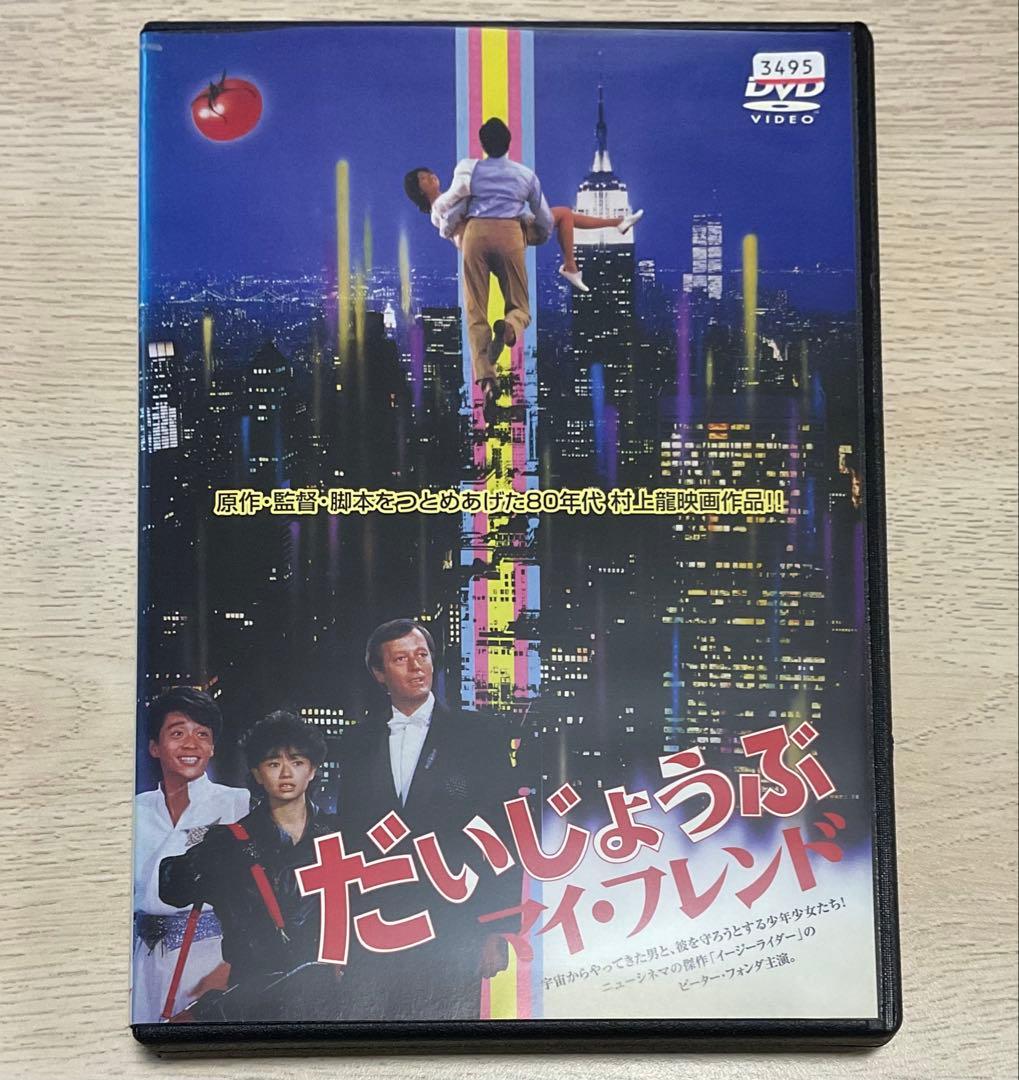 3495
DVD
VIDEO
原作・監督・脚本をつとめあげた80年代 村上龍映画作品!!
だいじょうぶ
マイ・フレンド
宇宙からやってきた男と、彼を守ろうとする少年少女たち!
ニューシネマの傑作「イージーライダー」の
ピーター・フォンダ主演。